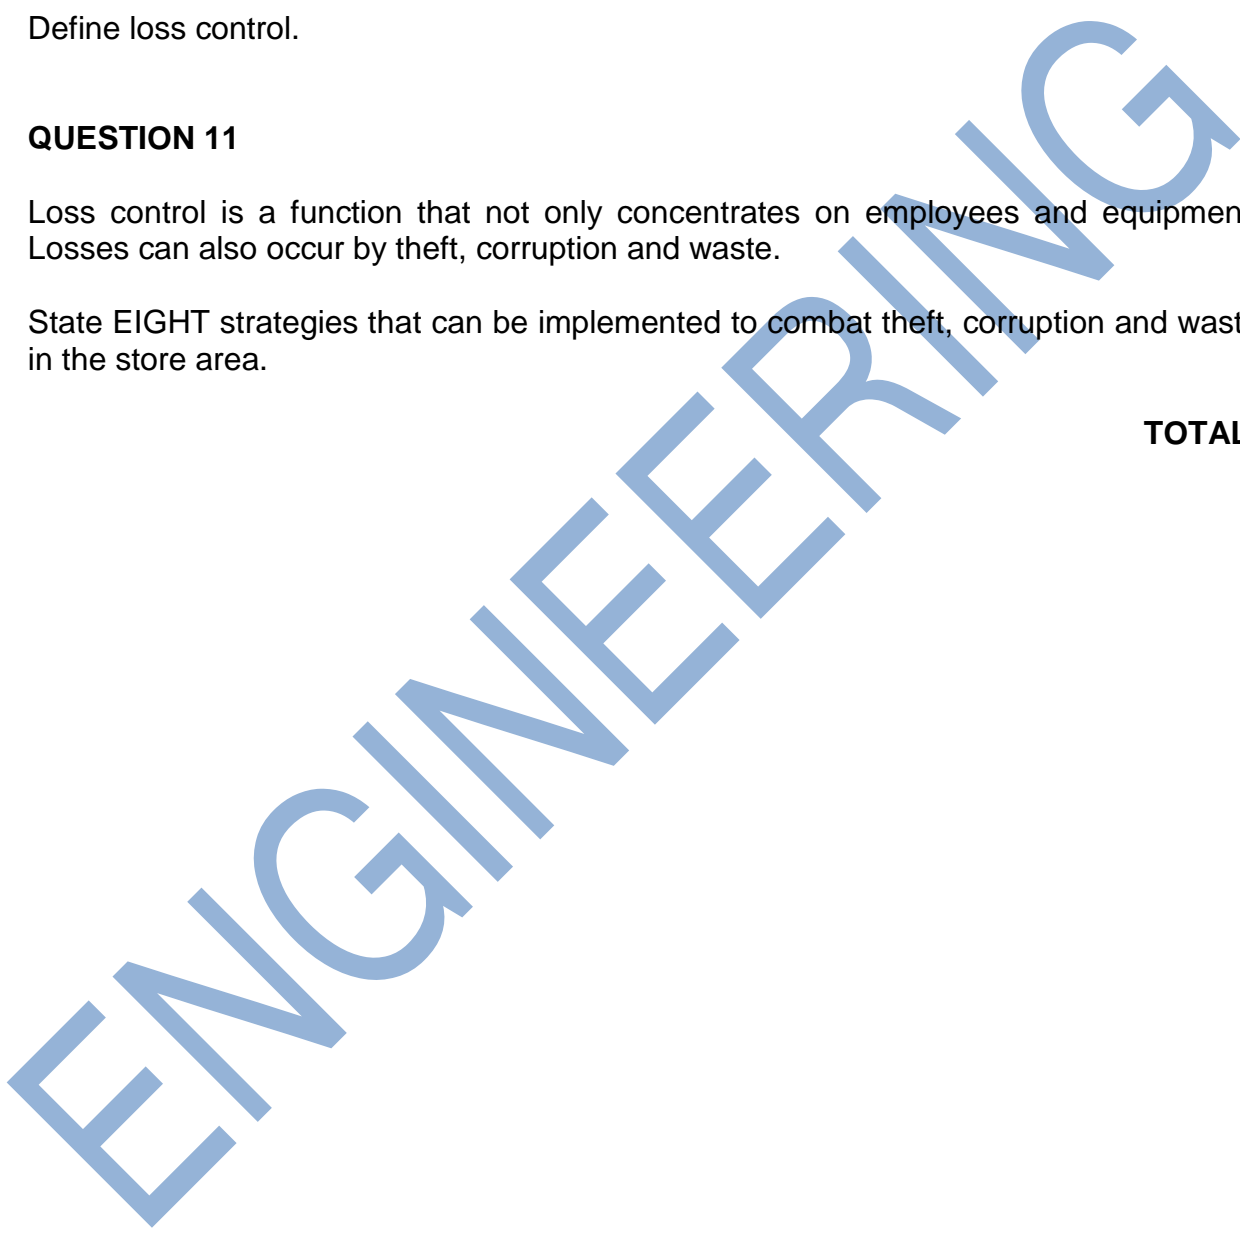 Define loss control.
QUESTION 11
Loss control is a function that not only concentrates on employees and equipmen
Losses can also occur by theft, corruption and waste.
State EIGHT strategies that can be implemented to combat theft, corruption and wast
in the store area.
TOTAL
ENGINEERING